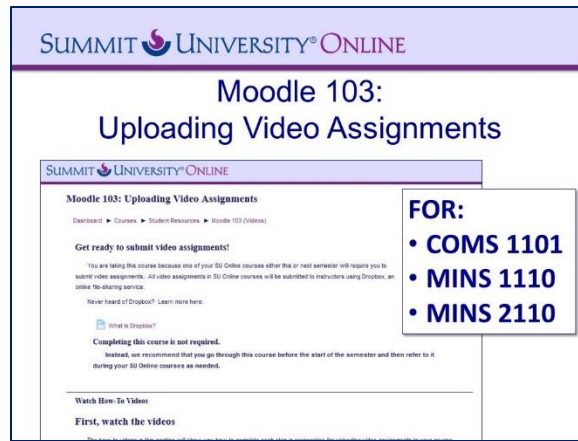 SUMMIT UNIVERSITY® ONLINE
Moodle 103:
Uploading Video Assignments
SUMMIT UNIVERSITY® ONLINE
Moodle 103: Uploading Video Assignments
Dashboard ► Courses ► Student Resources ► Moodle 103 (Videos)
Get ready to submit video assignments!
You are taking this course because one of your SU Online courses either this or next semester will require you to
submit video assignments. All video assignments in SU Online courses will be submitted to instructors using Dropbox, an
online file-sharing service.
Never heard of Dropbox? Learn more here:
What is Dropbox?
Completing this course is not required.
Instead, we recommend that you go through this course before the start of the semester and then refer to it
during your SU Online courses as needed.
Watch How-To Videos
First, watch the videos
FOR:
• COMS 1101
• MINS 1110
• MINS 2110